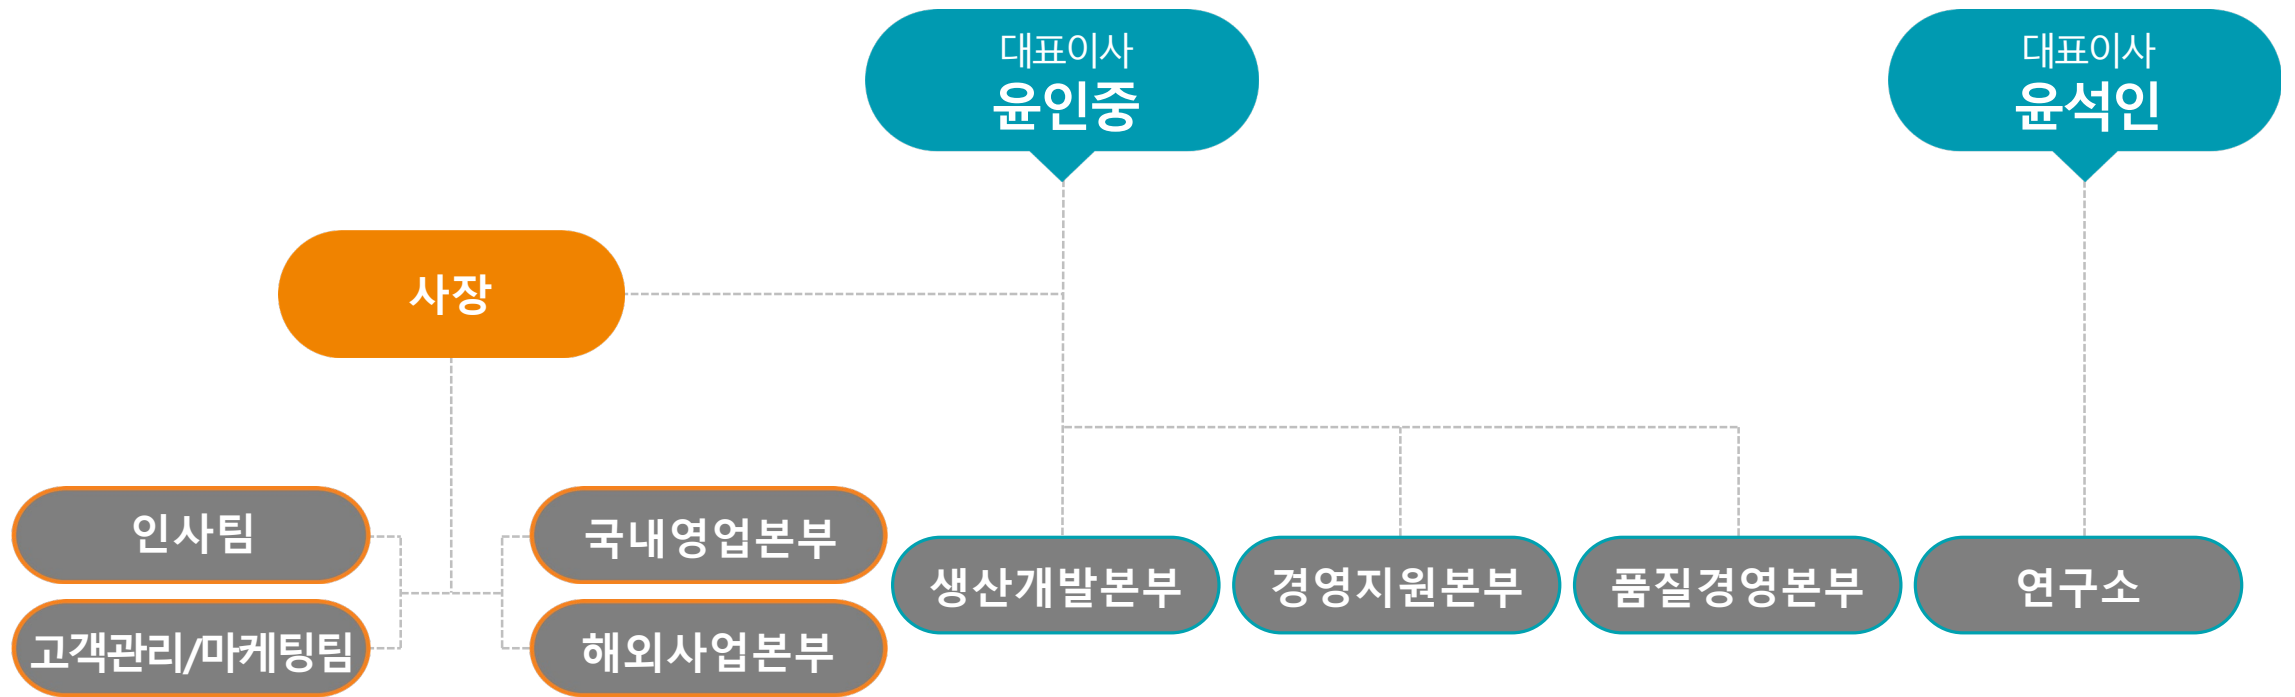 대표이사
윤인중
대표이사
윤석인
사장
인사팀
국내영업본부
고객관리/마케팅팀
해외사업본부
생산개발본부
경영지원본부
품질경영본부
연구소